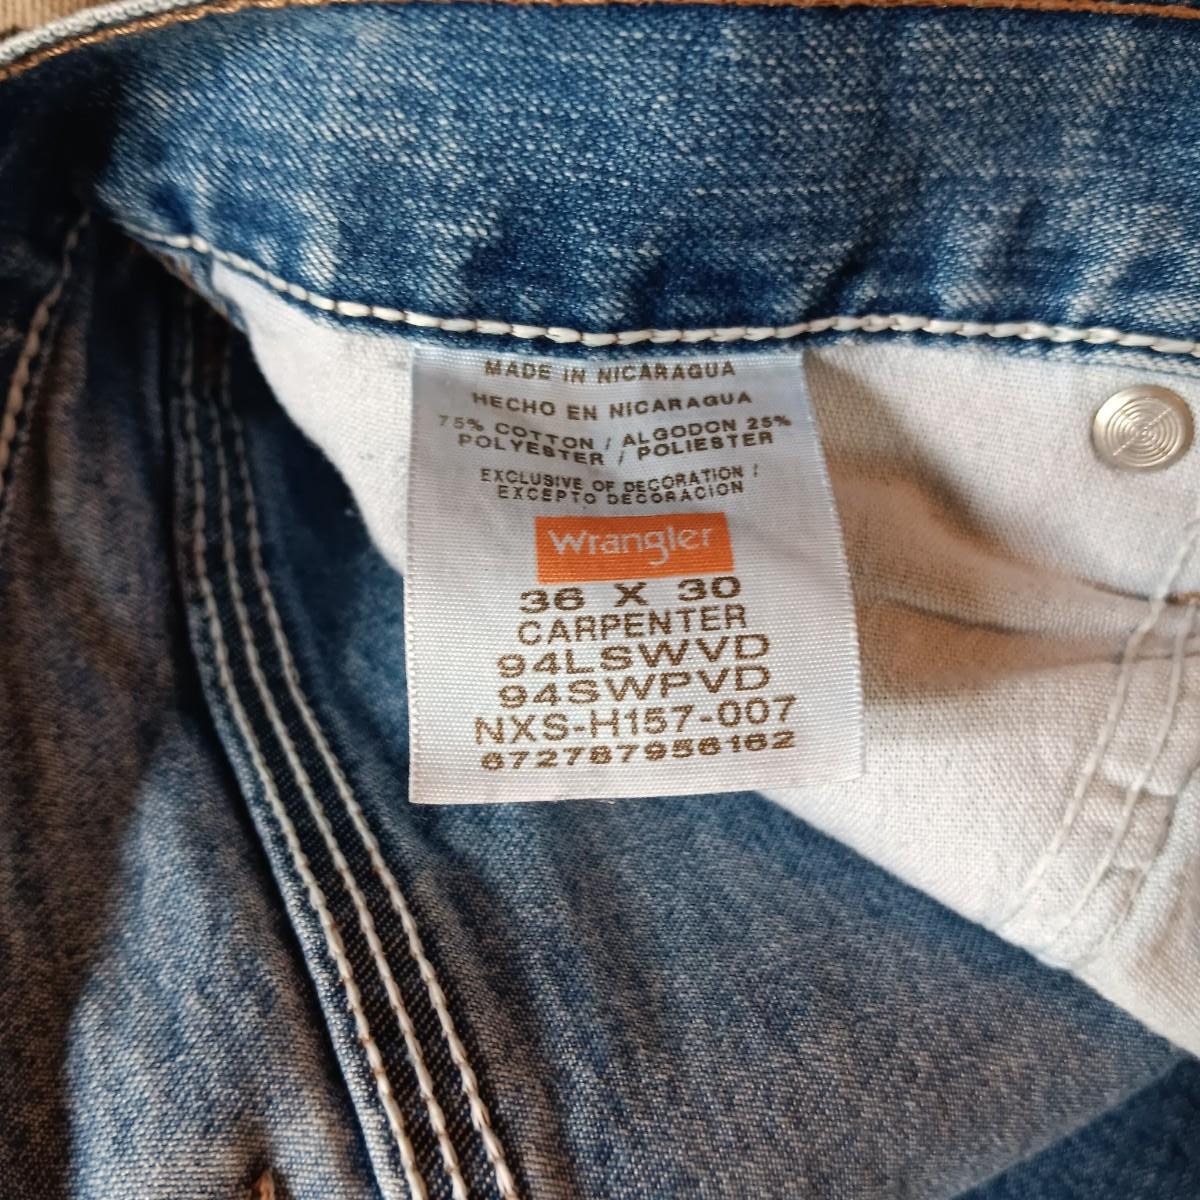 MADE IN NICARAGUA
HECHO EN NICARAGUA
75% COTTON / ALGODON 25%
POLYESTER / POLIESTER
EXCLUSIVE OF DECORATION /
EXCEPTO DECORACION
Wrangler
36 X 30
CARPENTER
94LSWVD
94SWPVD
NXS-H157-007
672787956162